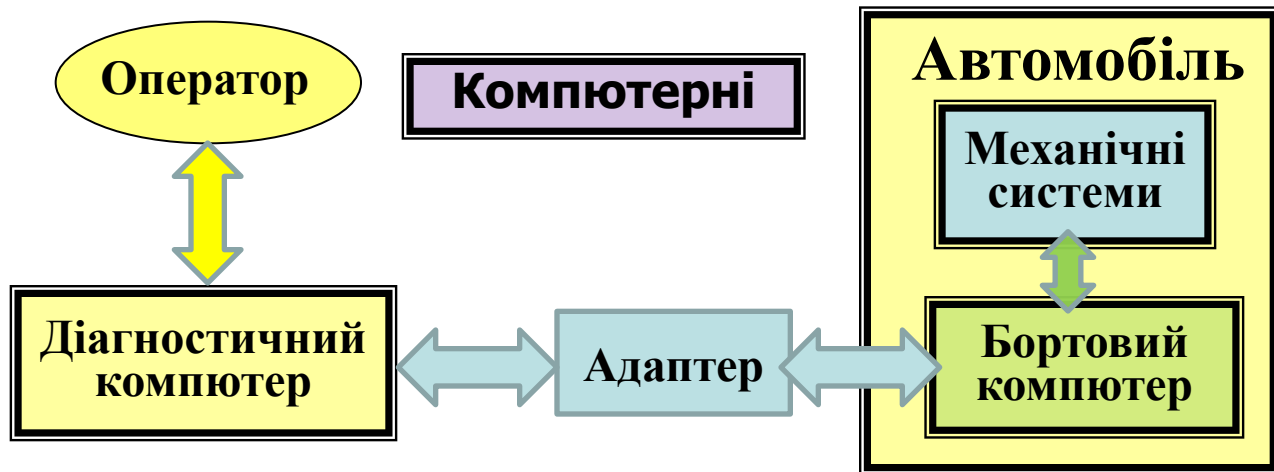 Оператор
Компютерні
Автомобіль
Механічні
системи
Діагностичний
компютер
Адаптер
Бортовий
компютер